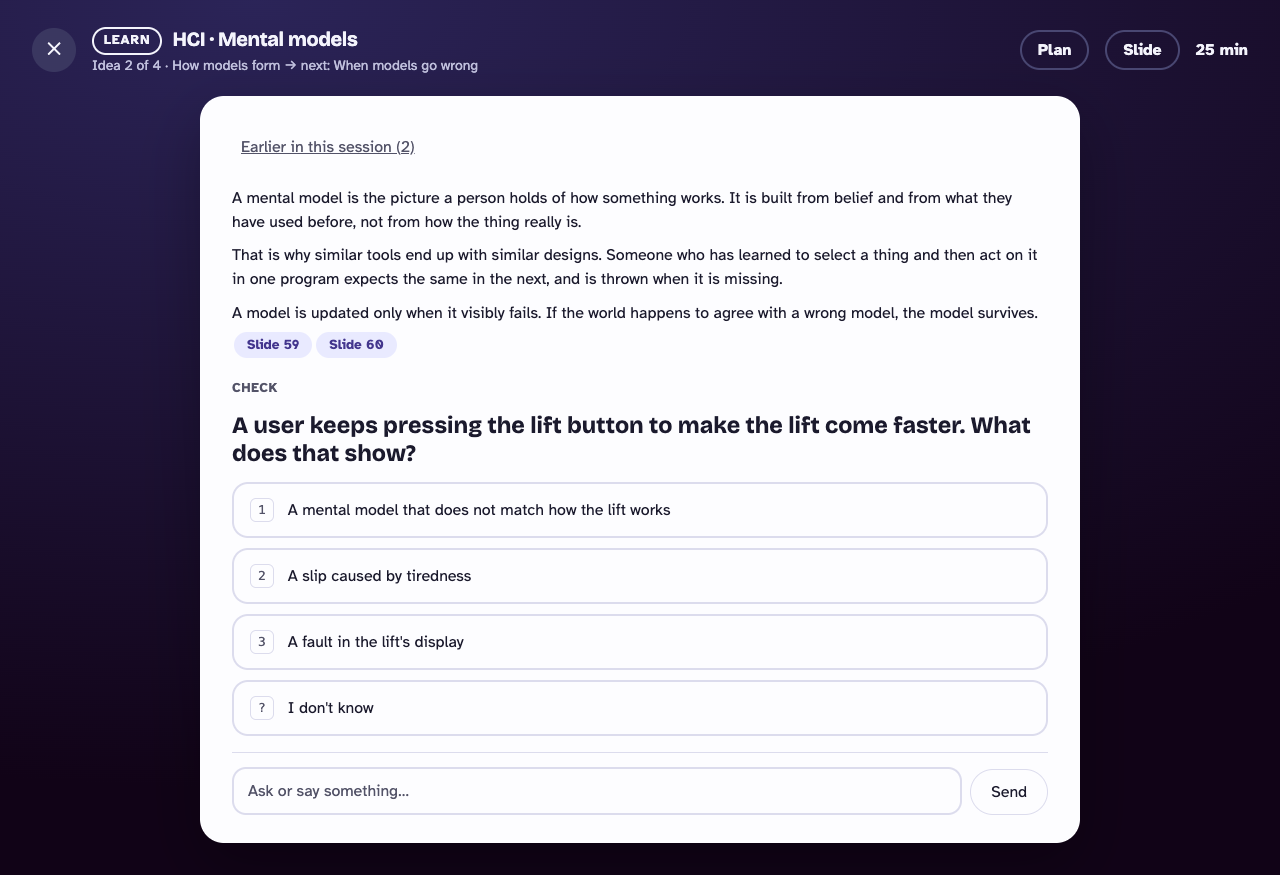 LEARN HCI · Mental models
Idea 2 of 4 · How models form → next: When models go wrong
Plan
Slide
25 min
Earlier in this session (2)
A mental model is the picture a person holds of how something works. It is built from belief and from what they
have used before, not from how the thing really is.
That is why similar tools end up with similar designs. Someone who has learned to select a thing and then act on it
in one program expects the same in the next, and is thrown when it is missing.
A model is updated only when it visibly fails. If the world happens to agree with a wrong model, the model survives.
Slide 59 Slide 60
CHECK
A user keeps pressing the lift button to make the lift come faster. What
does that show?
1 A mental model that does not match how the lift works
2 A slip caused by tiredness
3 A fault in the lift's display
? I don't know
Ask or say something...
Send